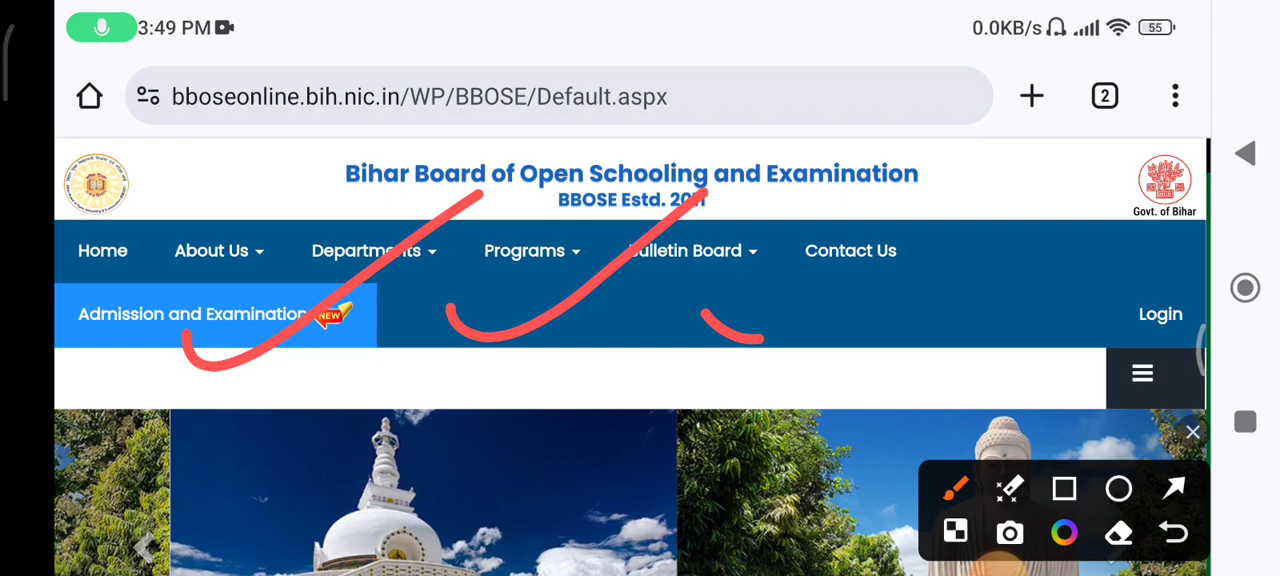 3:49 PM 0.0KB/s 55
bboseonline.bih.nic.in/WP/BBOSE/Default.aspx 2
Bihar Board of Open Schooling and Examination
BBOSE Estd. 2011
Govt. of Bihar
Home About Us Departments Programs Bulletin Board Contact Us
Admission and Examination NEW Login